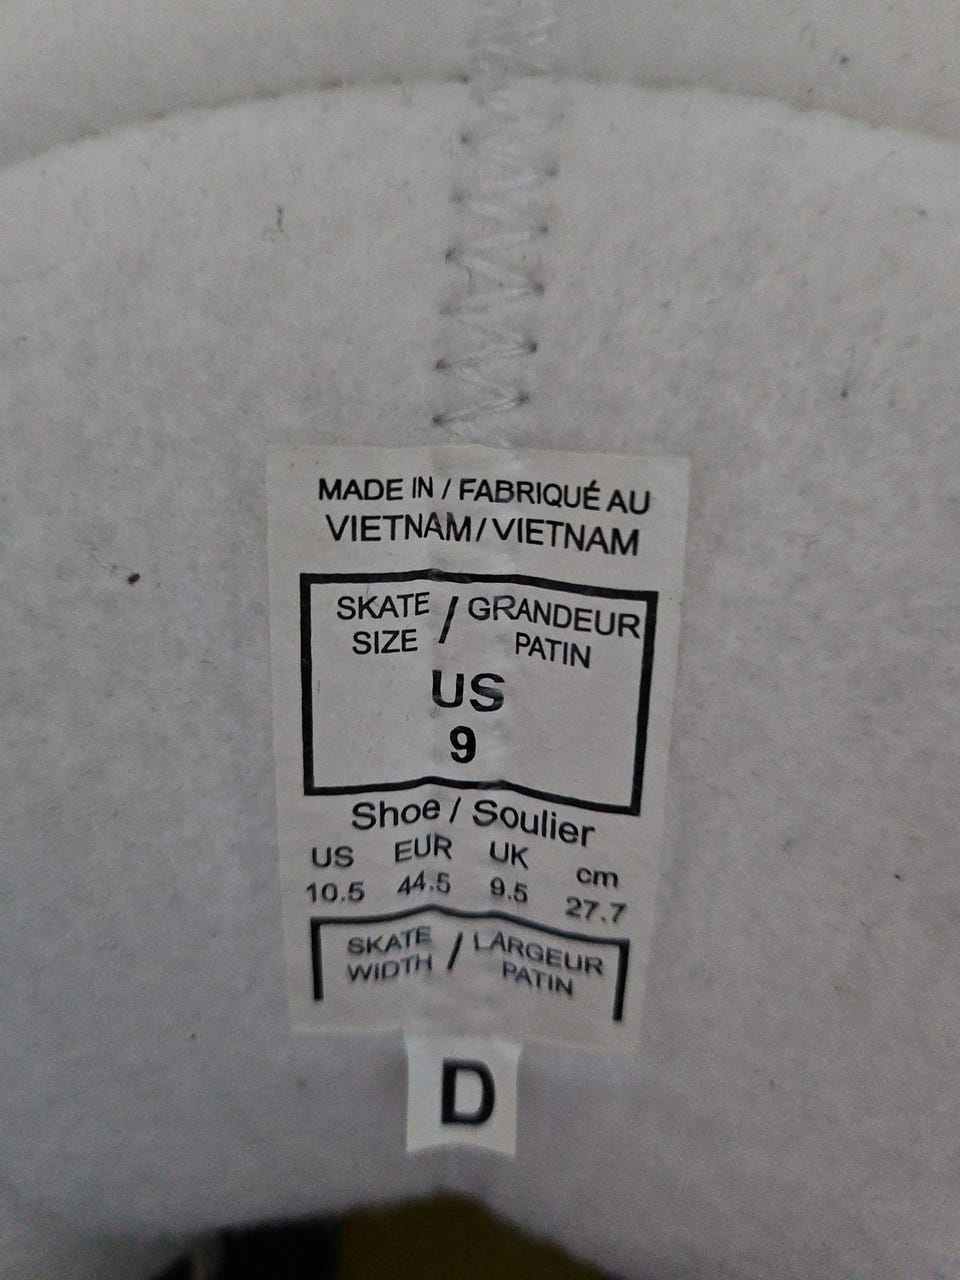 MADE IN / FABRIQUÉ AU
VIETNAM / VIETNAM
SKATE SIZE / GRANDEUR PATIN
US
9
Shoe / Soulier
US EUR UK cm
10.5 44.5 9.5 27.7
SKATE WIDTH / LARGEUR PATIN
D